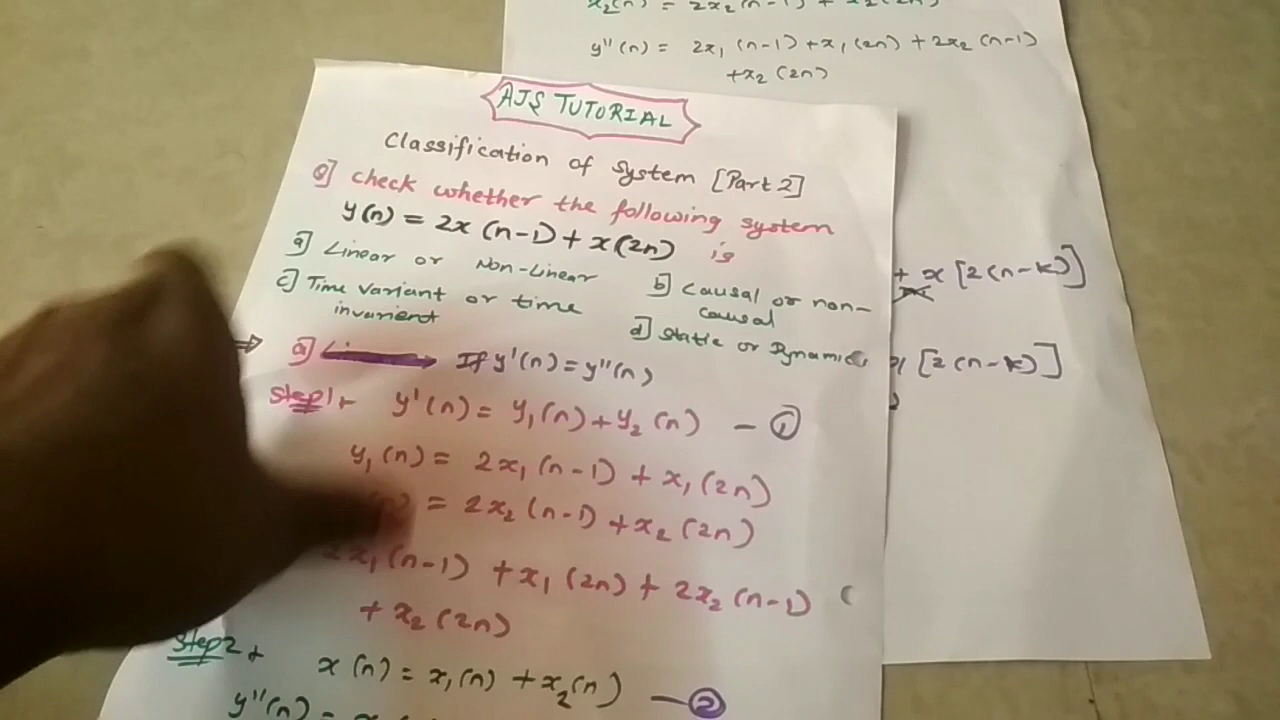 y''(n) = 2x₁ (n-1) + x₁ (2n) + 2x₂ (n-1)
+x₂ (2n)
AJS TUTORIAL
Classification of System [Part 2]
Q] check whether the following system
y(n) = 2x (n-1) + x(2n) is
a] Linear or Non-Linear
b] Causal or non-
causal
c] Time variant or time
invarient
d] Static or Dynamic
+ x [2(n-k)]
x [2(n-k)]
⇒ a] If y'(n) = y''(n)
Step1→ y'(n) = y₁(n) + y₂ (n) — ①
y₁ (n) = 2x₁ (n-1) + x₁ (2n)
(n) = 2x₂ (n-1) + x₂ (2n)
2x₁ (n-1) + x₁ (2n) + 2x₂ (n-1)
+ x₂ (2n)
Step2→ x (n) = x₁(n) + x₂(n) — ②
y''(n) =